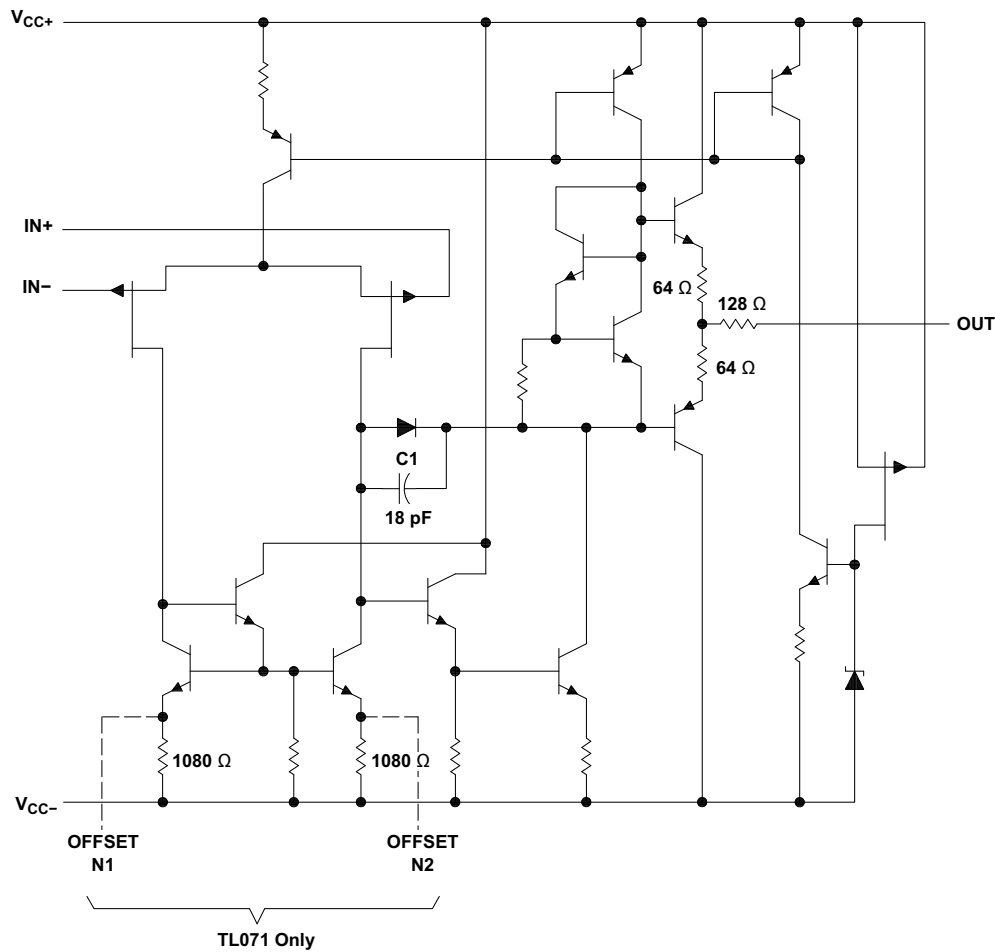 VCC+
IN+
IN−
64 Ω
128 Ω
OUT
64 Ω
C1
18 pF
1080 Ω
1080 Ω
VCC−
OFFSET
N1
OFFSET
N2
TL071 Only